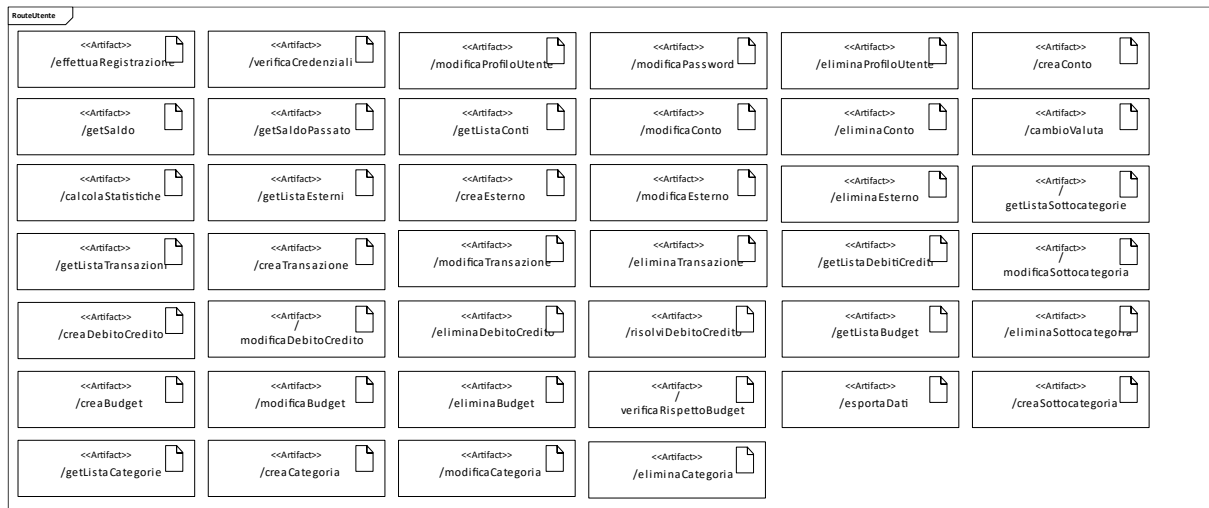 RouteUtente
<<Artifact>>
/effettuaRegistrazione
<<Artifact>>
/verificaCredenziali
<<Artifact>>
/modificaProfiloUtente
<<Artifact>>
/modificaPassword
<<Artifact>>
/eliminaProfiloUtente
<<Artifact>>
/creaConto
<<Artifact>>
/getSaldo
<<Artifact>>
/getSaldoPassato
<<Artifact>>
/getListaConti
<<Artifact>>
/modificaConto
<<Artifact>>
/eliminaConto
<<Artifact>>
/cambioValuta
<<Artifact>>
/calcolaStatistiche
<<Artifact>>
/getListaEsterni
<<Artifact>>
/creaEsterno
<<Artifact>>
/modificaEsterno
<<Artifact>>
/eliminaEsterno
<<Artifact>>
/
getListaSottocategorie
<<Artifact>>
/getListaTransazioni
<<Artifact>>
/creaTransazione
<<Artifact>>
/modificaTransazione
<<Artifact>>
/eliminaTransazione
<<Artifact>>
/getListaDebitiCrediti
<<Artifact>>
/
modificaSottocategoria
<<Artifact>>
/creaDebitoCredito
<<Artifact>>
/
modificaDebitoCredito
<<Artifact>>
/eliminaDebitoCredito
<<Artifact>>
/risolviDebitoCredito
<<Artifact>>
/getListaBudget
<<Artifact>>
/eliminaSottocategoria
<<Artifact>>
/creaBudget
<<Artifact>>
/modificaBudget
<<Artifact>>
/eliminaBudget
<<Artifact>>
/
verificaRispettoBudget
<<Artifact>>
/esportaDati
<<Artifact>>
/creaSottocategoria
<<Artifact>>
/getListaCategorie
<<Artifact>>
/creaCategoria
<<Artifact>>
/modificaCategoria
<<Artifact>>
/eliminaCategoria